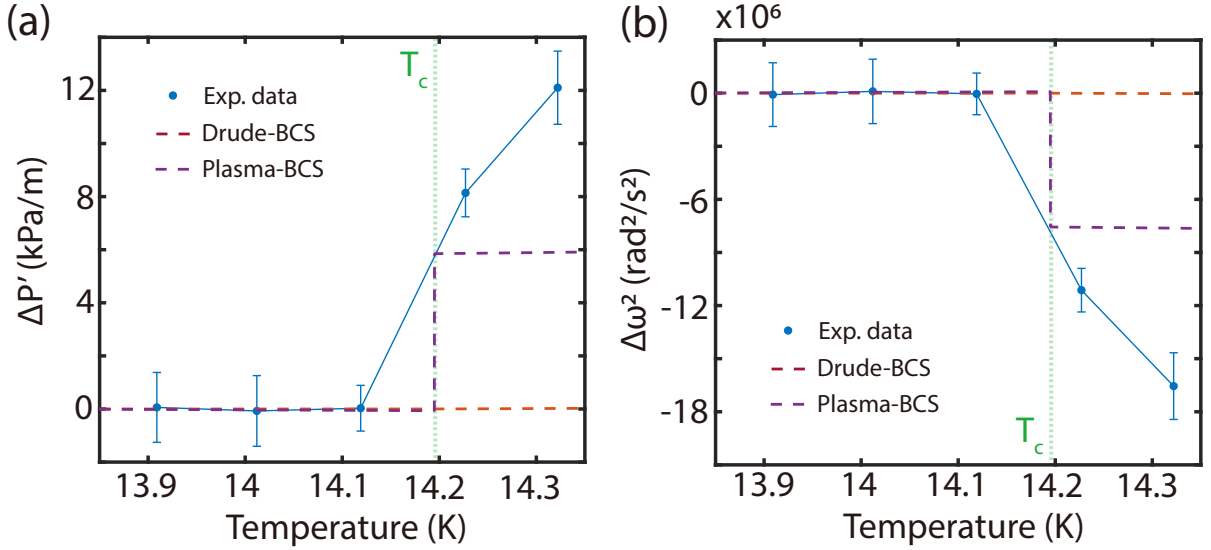 (a)
ΔP′ (kPa/m)
12
8
4
0
T_c
Exp. data
Drude-BCS
Plasma-BCS
13.9 14 14.1 14.2 14.3
Temperature (K)
(b)
x10⁶
Δω² (rad²/s²)
0
-6
-12
-18
Exp. data
Drude-BCS
Plasma-BCS
T_c
13.9 14 14.1 14.2 14.3
Temperature (K)